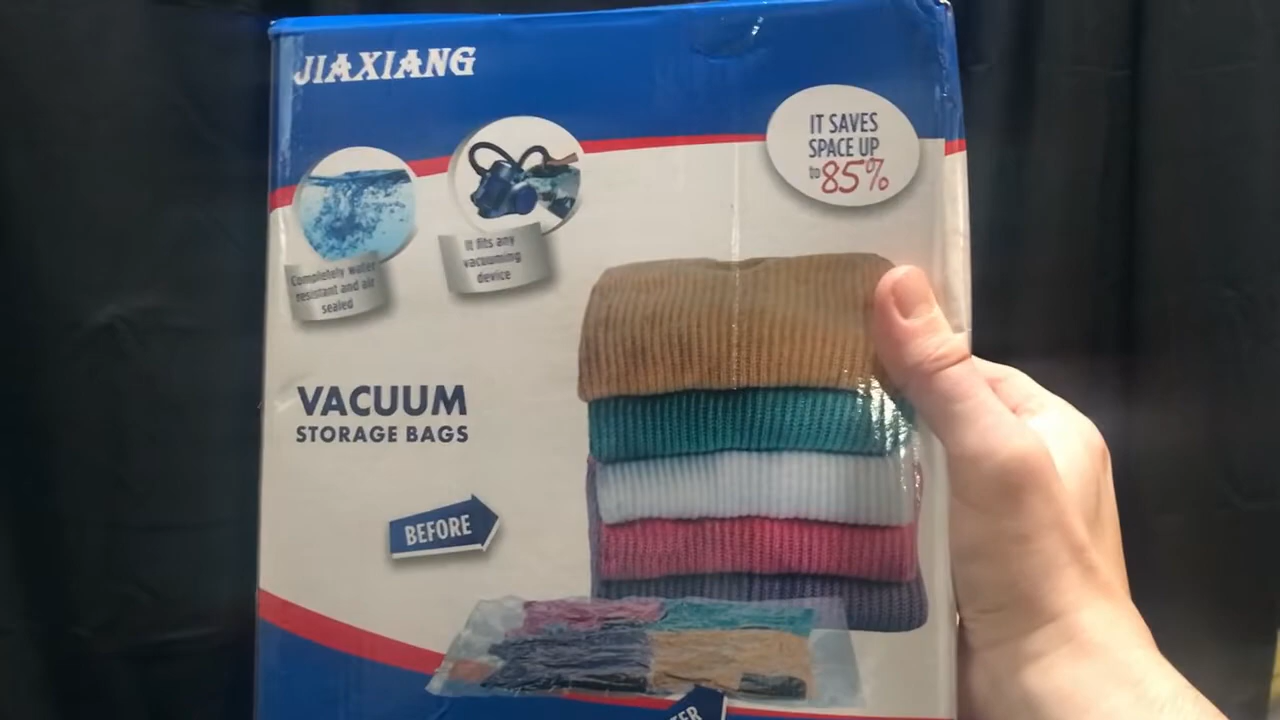 JIAXIANG
IT SAVES
SPACE UP
to 85%
Completely water
resistant and air
sealed
It fits any
vacuuming
device
VACUUM
STORAGE BAGS
BEFORE